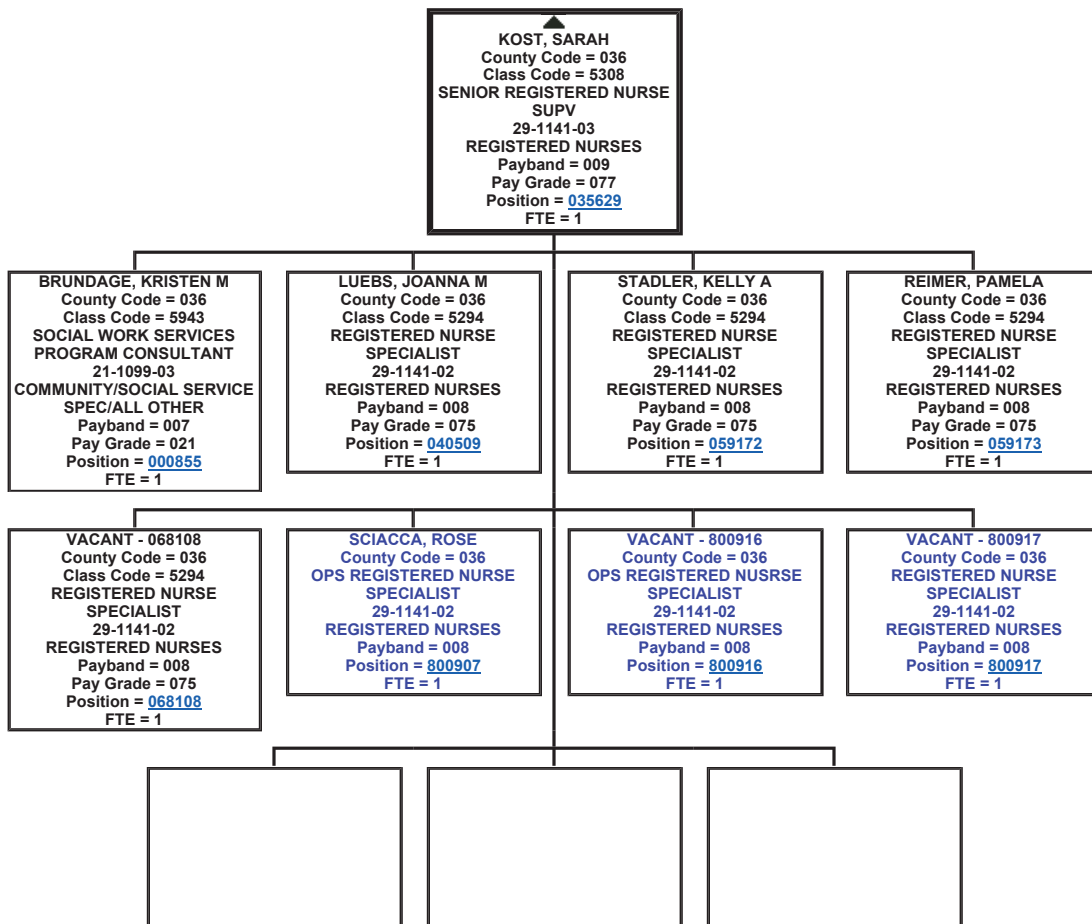 KOST, SARAH
County Code = 036
Class Code = 5308
SENIOR REGISTERED NURSE
SUPV
29-1141-03
REGISTERED NURSES
Payband = 009
Pay Grade = 077
Position = 035629
FTE = 1
BRUNDAGE, KRISTEN M
County Code = 036
Class Code = 5943
SOCIAL WORK SERVICES
PROGRAM CONSULTANT
21-1099-03
COMMUNITY/SOCIAL SERVICE
SPEC/ALL OTHER
Payband = 007
Pay Grade = 021
Position = 000855
FTE = 1
LUEBS, JOANNA M
County Code = 036
Class Code = 5294
REGISTERED NURSE
SPECIALIST
29-1141-02
REGISTERED NURSES
Payband = 008
Pay Grade = 075
Position = 040509
FTE = 1
STADLER, KELLY A
County Code = 036
Class Code = 5294
REGISTERED NURSE
SPECIALIST
29-1141-02
REGISTERED NURSES
Payband = 008
Pay Grade = 075
Position = 059172
FTE = 1
REIMER, PAMELA
County Code = 036
Class Code = 5294
REGISTERED NURSE
SPECIALIST
29-1141-02
REGISTERED NURSES
Payband = 008
Pay Grade = 075
Position = 059173
FTE = 1
VACANT - 068108
County Code = 036
Class Code = 5294
REGISTERED NURSE
SPECIALIST
29-1141-02
REGISTERED NURSES
Payband = 008
Pay Grade = 075
Position = 068108
FTE = 1
SCIACCA, ROSE
County Code = 036
OPS REGISTERED NURSE
SPECIALIST
29-1141-02
REGISTERED NURSES
Payband = 008
Position = 800907
FTE = 1
VACANT - 800916
County Code = 036
OPS REGISTERED NUSRSE
SPECIALIST
29-1141-02
REGISTERED NURSES
Payband = 008
Position = 800916
FTE = 1
VACANT - 800917
County Code = 036
REGISTERED NURSE
SPECIALIST
29-1141-02
REGISTERED NURSES
Payband = 008
Position = 800917
FTE = 1